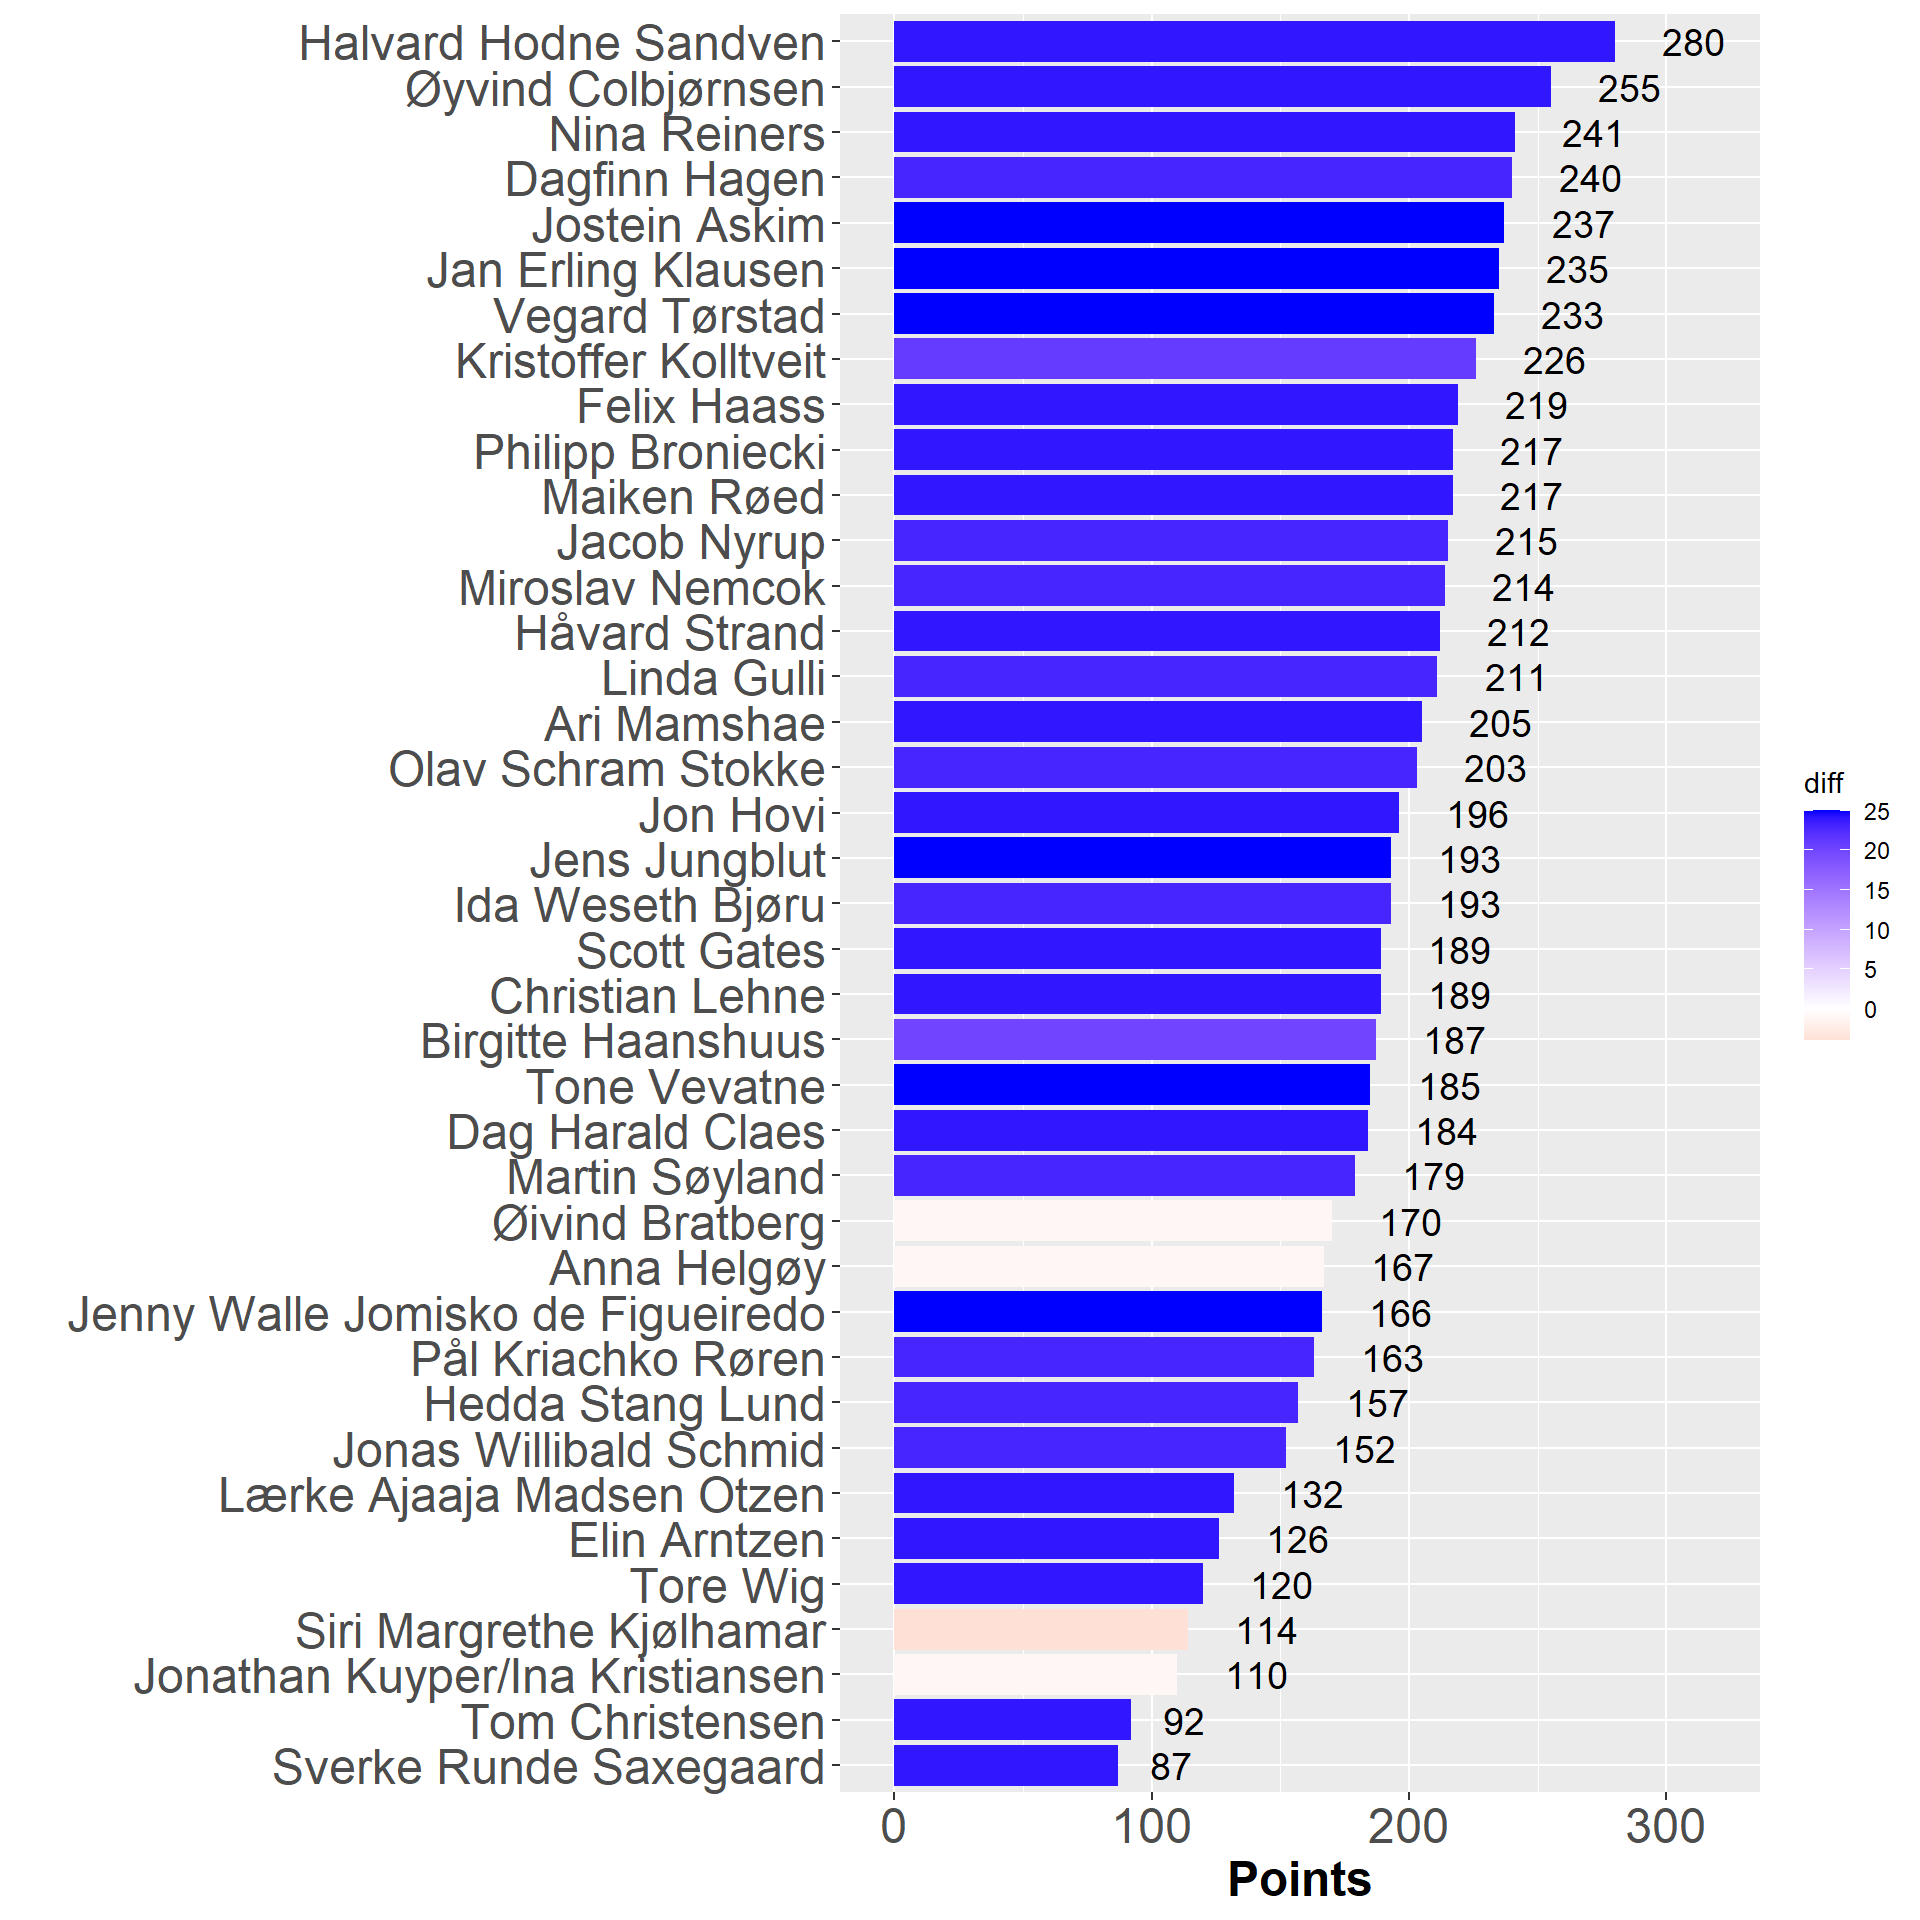 Halvard Hodne Sandven 280
Øyvind Colbjørnsen 255
Nina Reiners 241
Dagfinn Hagen 240
Jostein Askim 237
Jan Erling Klausen 235
Vegard Tørstad 233
Kristoffer Kolltveit 226
Felix Haass 219
Philipp Broniecki 217
Maiken Røed 217
Jacob Nyrup 215
Miroslav Nemcok 214
Håvard Strand 212
Linda Gulli 211
Ari Mamshae 205
Olav Schram Stokke 203
Jon Hovi 196
Jens Jungblut 193
Ida Weseth Bjøru 193
Scott Gates 189
Christian Lehne 189
Birgitte Haanshuus 187
Tone Vevatne 185
Dag Harald Claes 184
Martin Søyland 179
Øivind Bratberg 170
Anna Helgøy 167
Jenny Walle Jomisko de Figueiredo 166
Pål Kriachko Røren 163
Hedda Stang Lund 157
Jonas Willibald Schmid 152
Lærke Ajaaja Madsen Otzen 132
Elin Arntzen 126
Tore Wig 120
Siri Margrethe Kjølhamar 114
Jonathan Kuyper/Ina Kristiansen 110
Tom Christensen 92
Sverke Runde Saxegaard 87
0 100 200 300
Points
diff
25
20
15
10
5
0